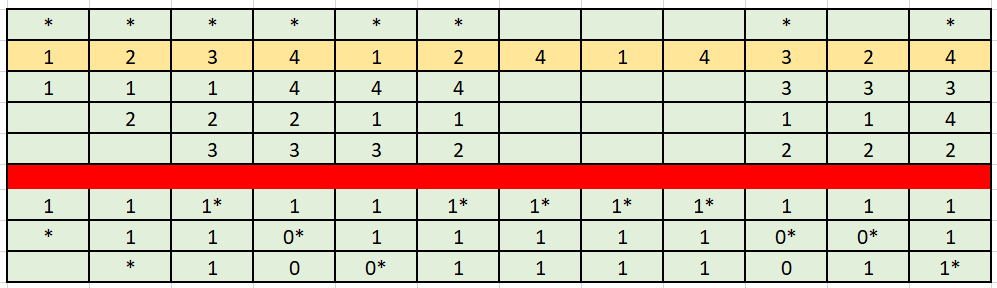 * * * * * * * *
1 2 3 4 1 2 4 1 4 3 2 4
1 1 1 4 4 4 3 3 3
2 2 2 1 1 1 1 4
3 3 3 2 2 2 2
1 1 1* 1 1 1* 1* 1* 1* 1 1 1
* 1 1 0* 1 1 1 1 1 0* 0* 1
* 1 0 0* 1 1 1 1 0 1 1*